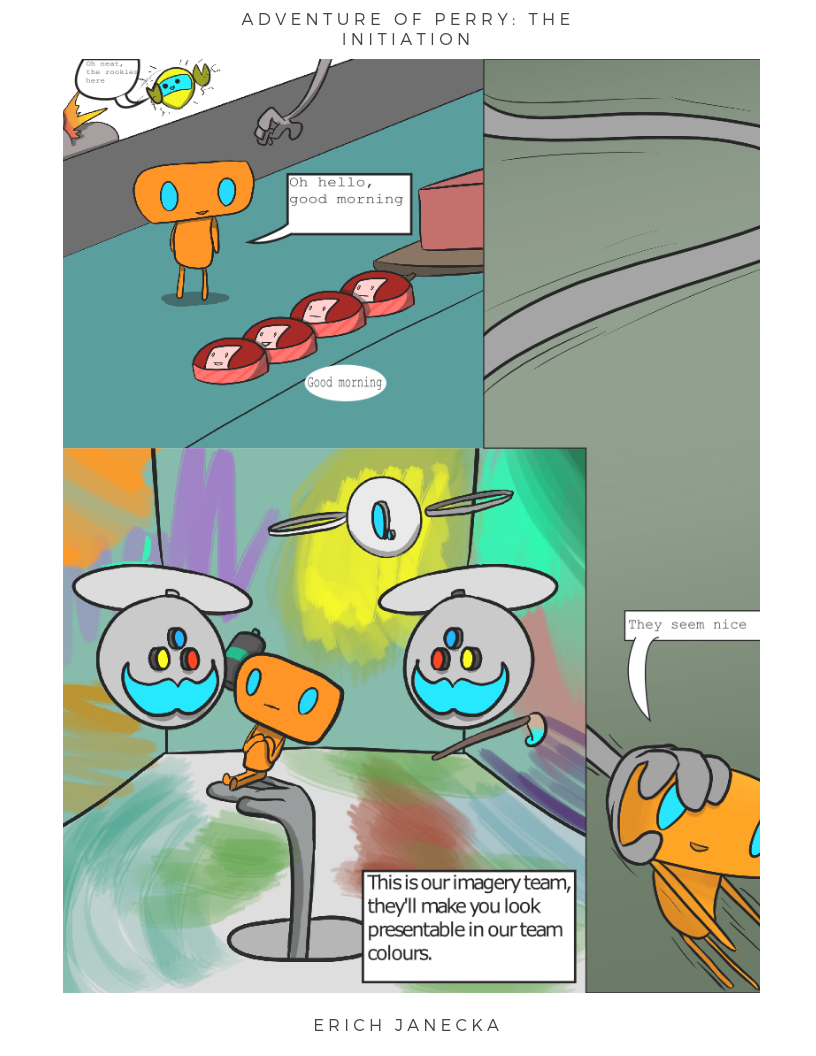 ADVENTURE OF PERRY: THE
INITIATION
Oh neat,
the rookies
here
Oh hello,
good morning
Good morning
They seem nice
This is our imagery team,
they'll make you look
presentable in our team
colours.
ERICH JANECKA